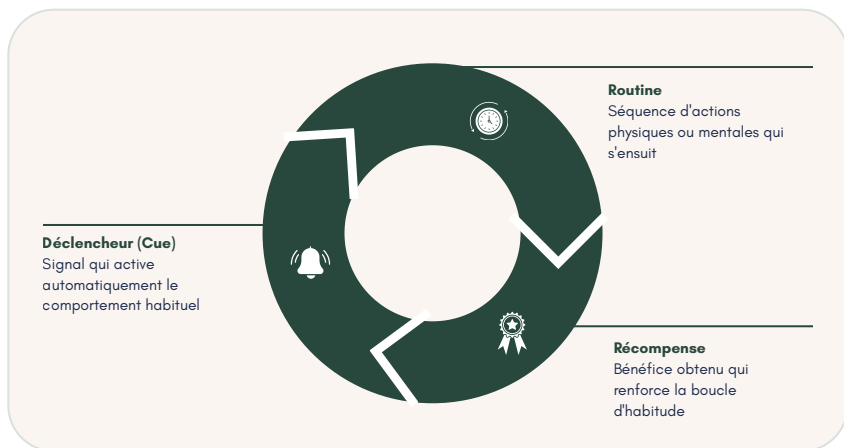 Routine
Séquence d'actions
physiques ou mentales qui
s'ensuit
Déclencheur (Cue)
Signal qui active
automatiquement le
comportement habituel
Récompense
Bénéfice obtenu qui
renforce la boucle
d'habitude